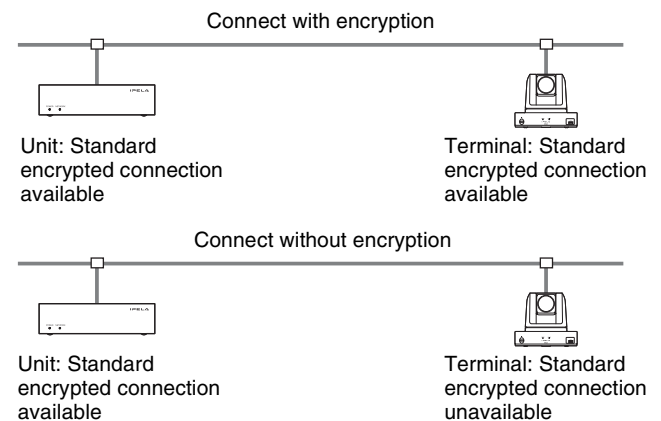 Connect with encryption
IPELA
Unit: Standard
encrypted connection
available
Terminal: Standard
encrypted connection
available
Connect without encryption
IPELA
Unit: Standard
encrypted connection
available
Terminal: Standard
encrypted connection
unavailable